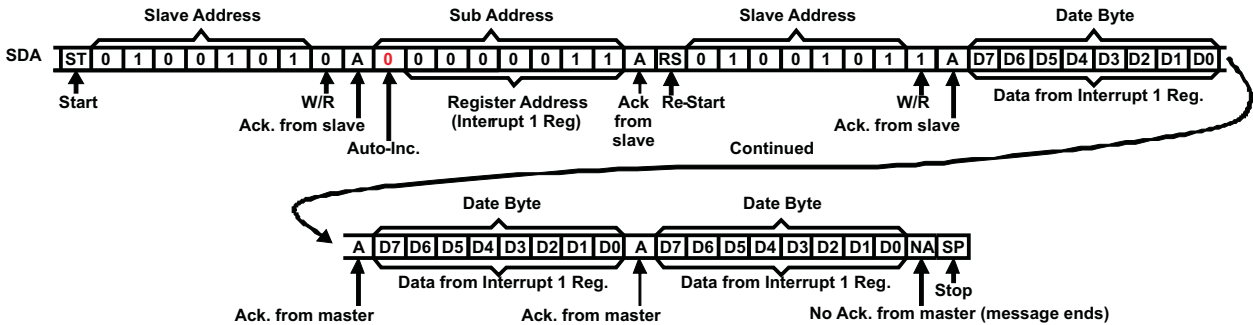 Slave Address Sub Address Slave Address Date Byte
SDA ST 0 1 0 0 1 0 1 0 A 0 0 0 0 0 0 1 1 A RS 0 1 0 0 1 0 1 1 A D7 D6 D5 D4 D3 D2 D1 D0
Start W/R Register Address Ack Re-Start W/R Data from Interrupt 1 Reg.
Ack. from slave (Interrupt 1 Reg) from Ack. from slave
Auto-Inc. slave Continued
Date Byte Date Byte
A D7 D6 D5 D4 D3 D2 D1 D0 A D7 D6 D5 D4 D3 D2 D1 D0 NA SP
Data from Interrupt 1 Reg. Data from Interrupt 1 Reg. Stop
Ack. from master Ack. from master No Ack. from master (message ends)